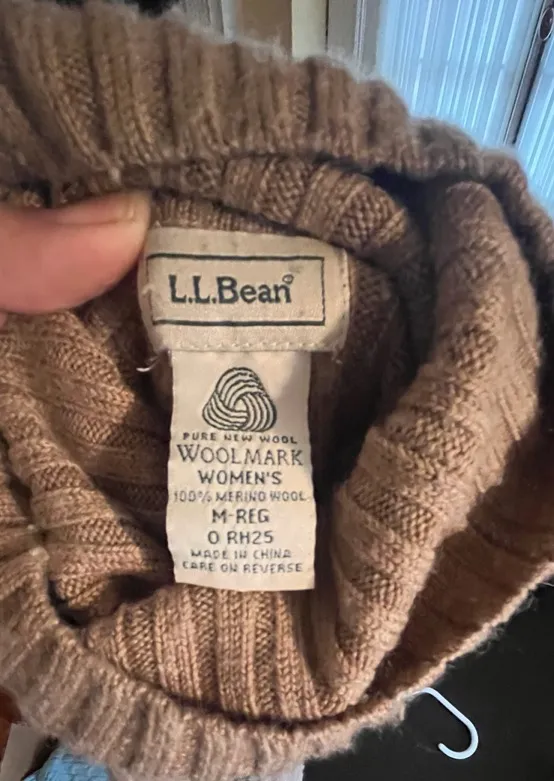 L.L.Bean®
PURE NEW WOOL
WOOLMARK
WOMEN'S
100% MERINO WOOL
M-REG
0 RH25
MADE IN CHINA
CARE ON REVERSE